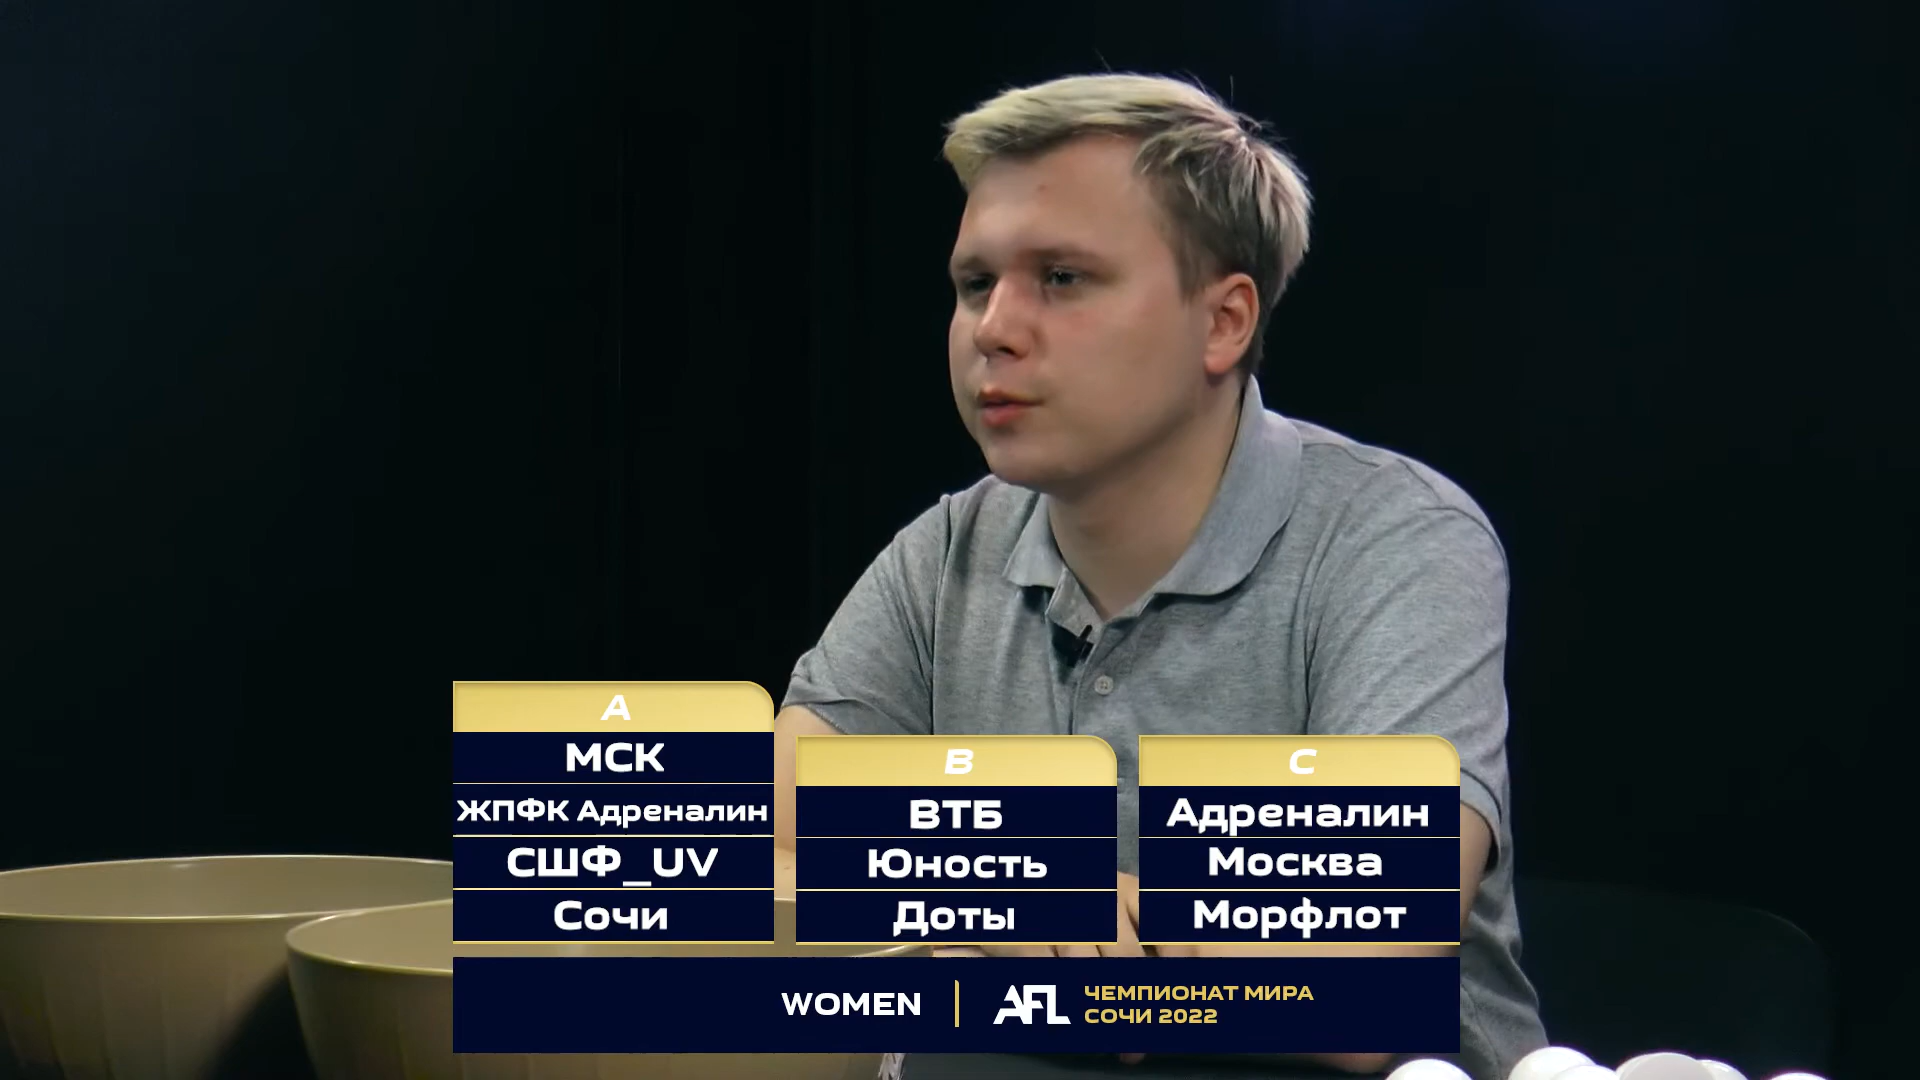 A
МСК
ЖПФК Адреналин
СШФ_UV
Сочи
B
ВТБ
Юность
Доты
C
Адреналин
Москва
Морфлот
WOMEN
AFL
ЧЕМПИОНАТ МИРА
СОЧИ 2022